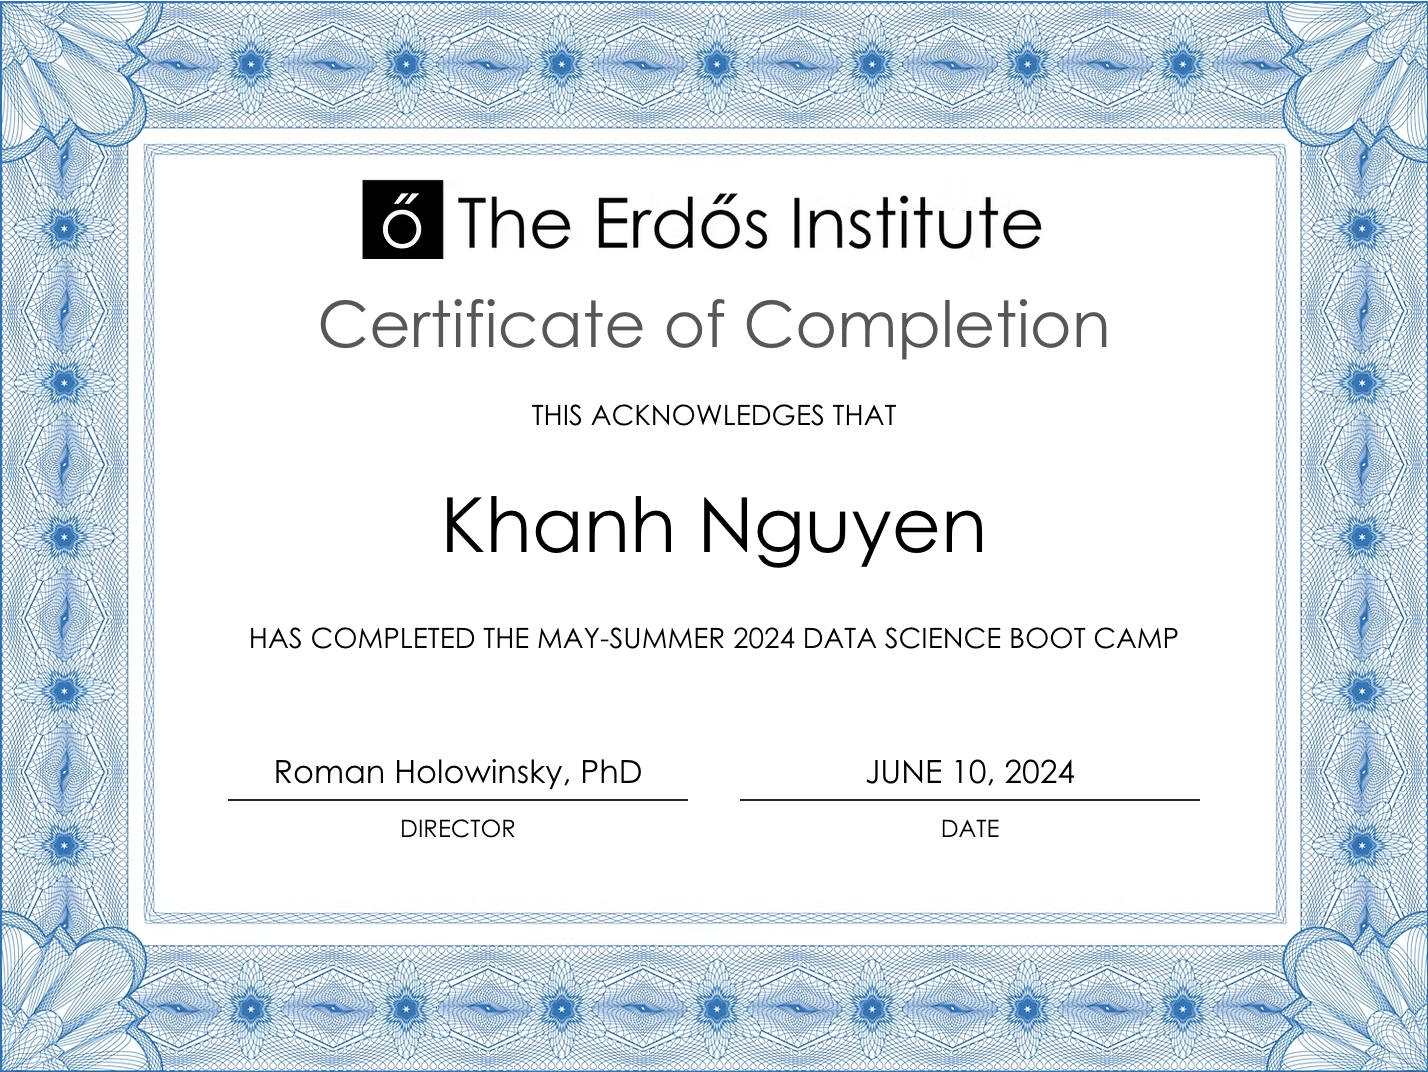 ő The Erdős Institute
Certificate of Completion
THIS ACKNOWLEDGES THAT
Khanh Nguyen
HAS COMPLETED THE MAY-SUMMER 2024 DATA SCIENCE BOOT CAMP
Roman Holowinsky, PhD
DIRECTOR
JUNE 10, 2024
DATE